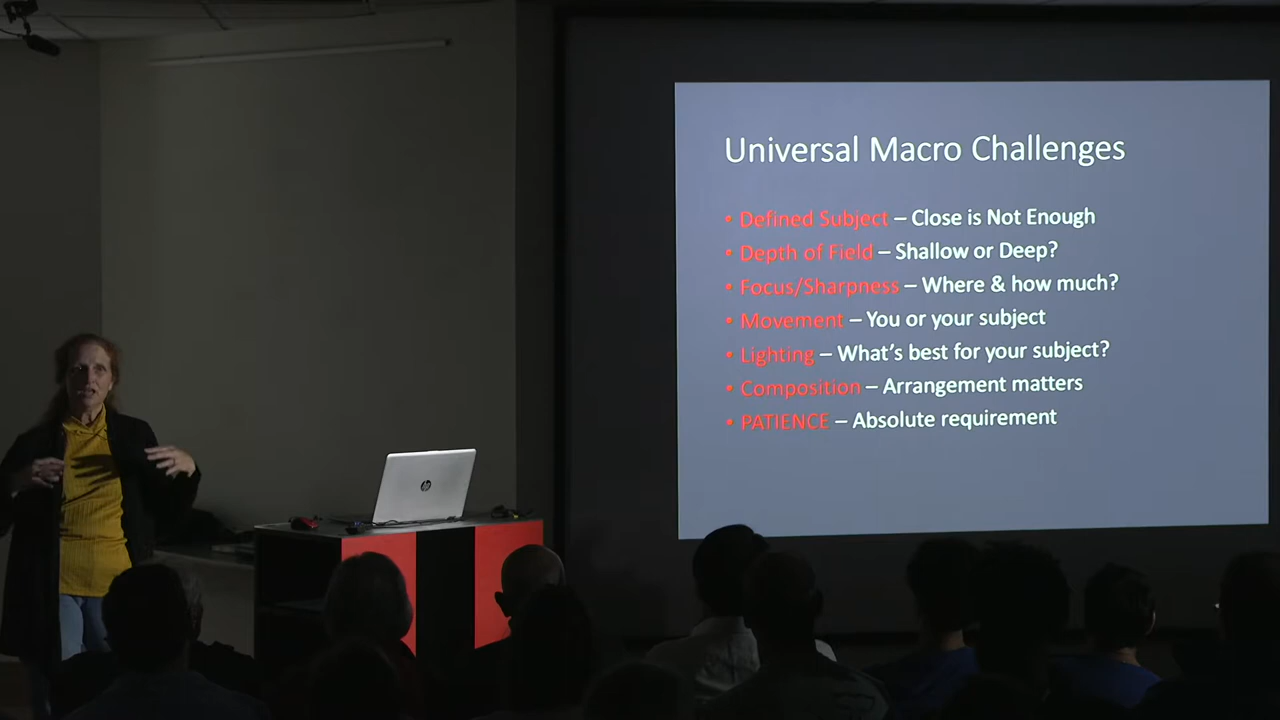 Universal Macro Challenges
• Defined Subject – Close is Not Enough
• Depth of Field – Shallow or Deep?
• Focus/Sharpness – Where & how much?
• Movement – You or your subject
• Lighting – What's best for your subject?
• Composition – Arrangement matters
• PATIENCE – Absolute requirement
hp